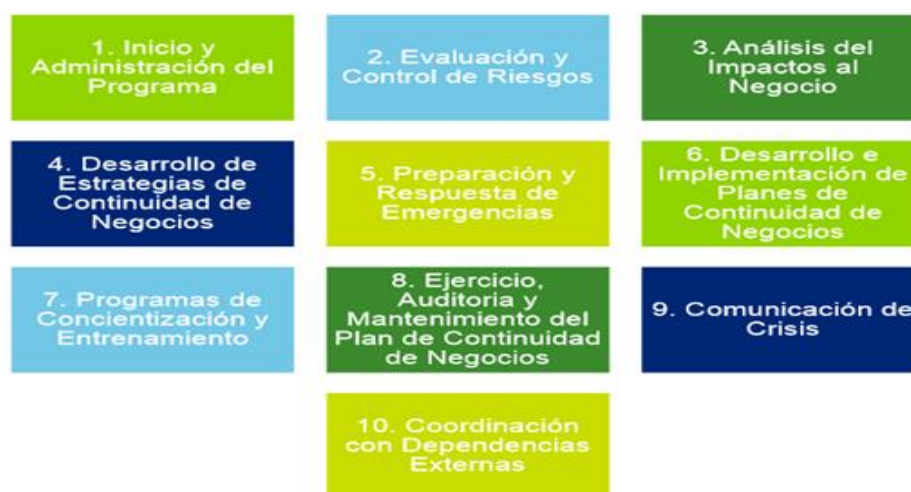 1. Inicio y
Administración del
Programa
2. Evaluación y
Control de Riesgos
3. Análisis del
Impactos al
Negocio
4. Desarrollo de
Estrategias de
Continuidad de
Negocios
5. Preparación y
Respuesta de
Emergencias
6. Desarrollo e
Implementación de
Planes de
Continuidad de
Negocios
7. Programas de
Concientización y
Entrenamiento
8. Ejercicio,
Auditoria y
Mantenimiento del
Plan de Continuidad
de Negocios
9. Comunicación de
Crisis
10. Coordinación
con Dependencias
Externas